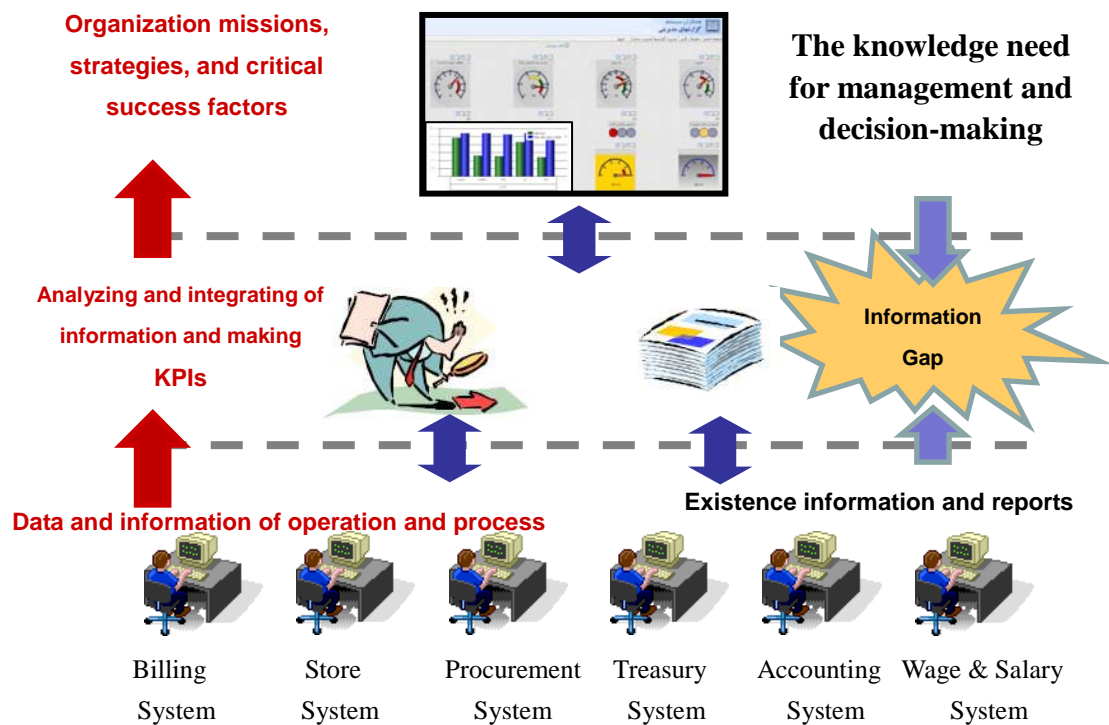 Organization missions,
strategies, and critical
success factors
گزارشهای مدیریتی
The knowledge need
for management and
decision-making
Analyzing and integrating of
information and making
KPIs
Information
Gap
Existence information and reports
Data and information of operation and process
Billing
System
Store
System
Procurement
System
Treasury
System
Accounting
System
Wage & Salary
System